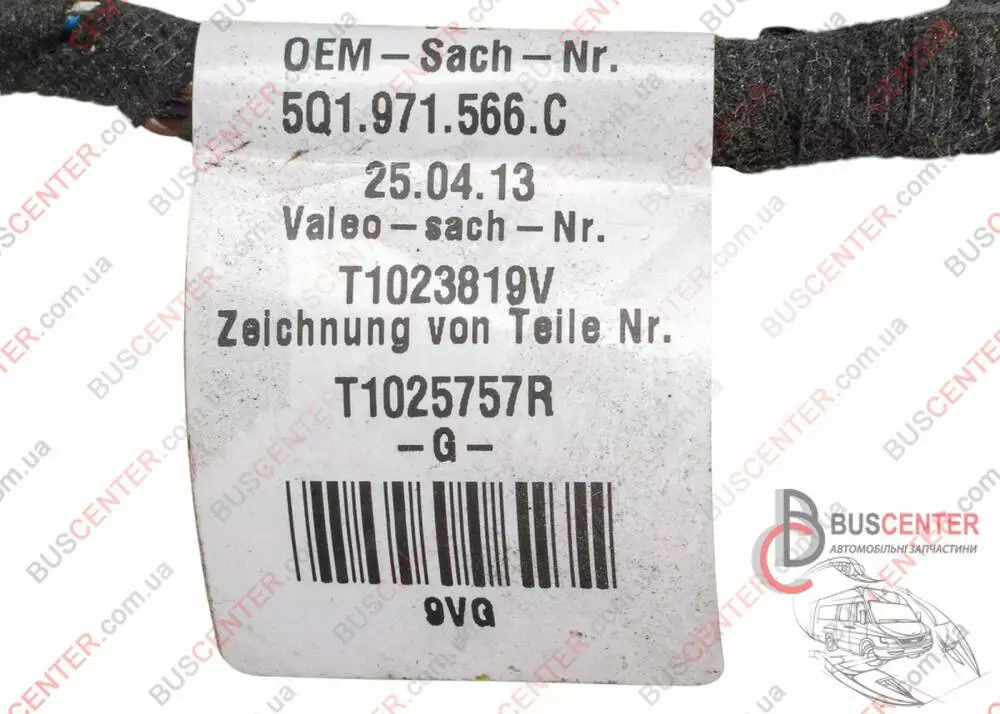 OEM – Sach – Nr.
5Q1.971.566.C
25.04.13
Valeo – sach – Nr.
T1023819V
Zeichnung von Teile Nr.
T1025757R
– G –
9VG
BUSCENTER
АВТОМОБІЛЬНІ ЗАПЧАСТИНИ
BUSCENTER.com.ua